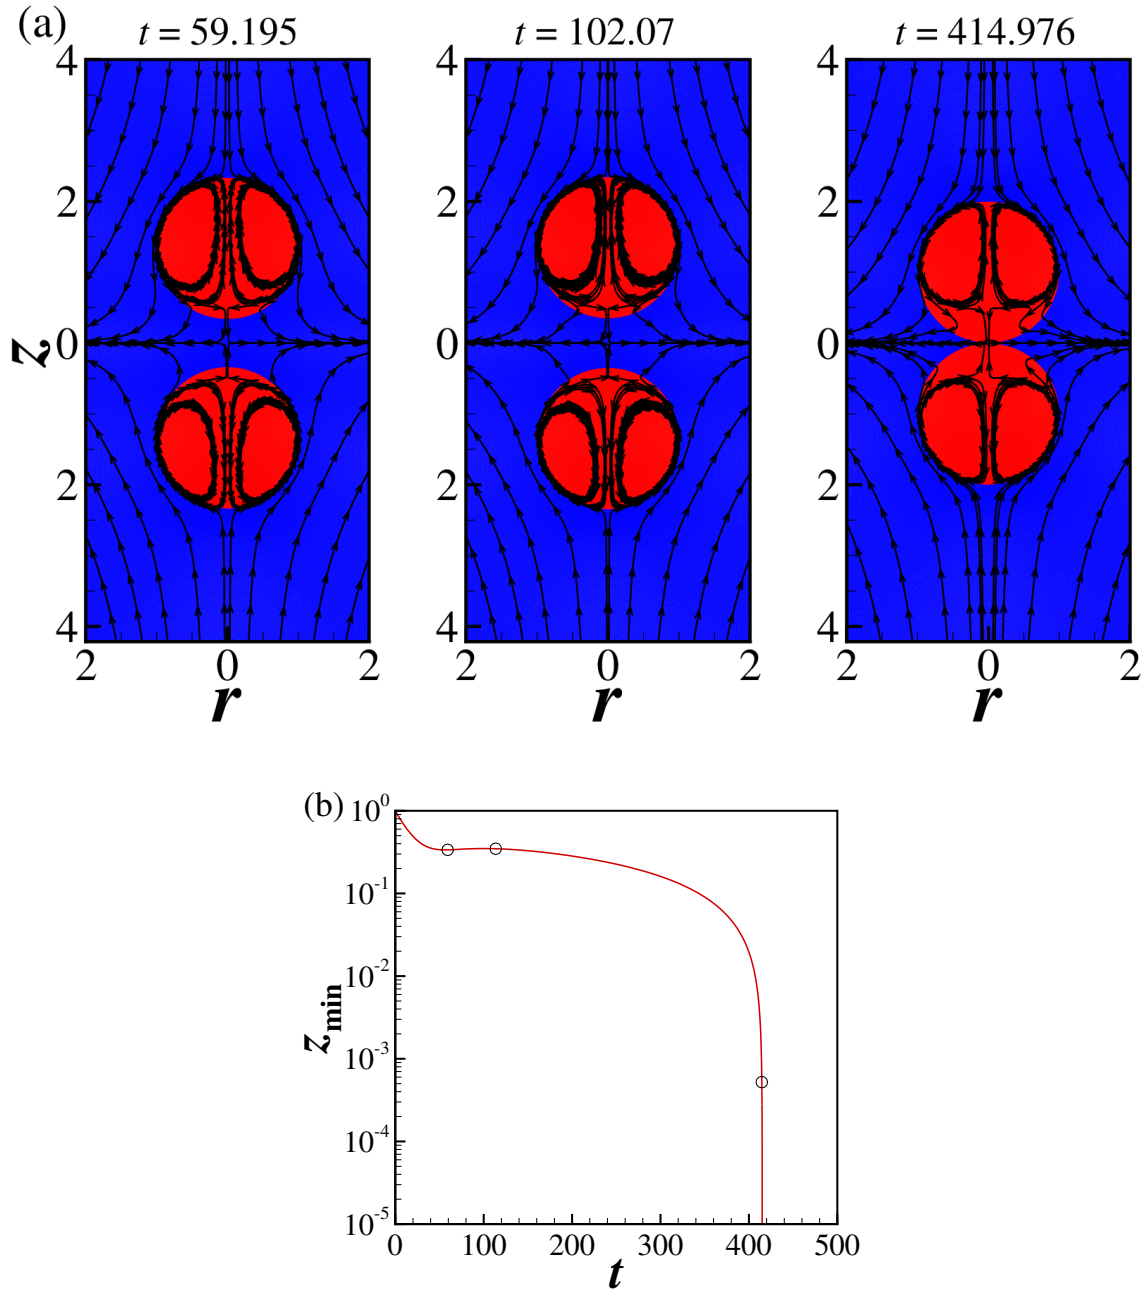 (a)
t = 59.195 t = 102.07 t = 414.976
4 4 4
2 2 2
z 0 0 0
2 2 2
4 4 4
2 0 2 2 0 2 2 0 2
r r r
(b)
10^0
10^-1
10^-2
z_min
10^-3
10^-4
10^-5
0 100 200 300 400 500
t